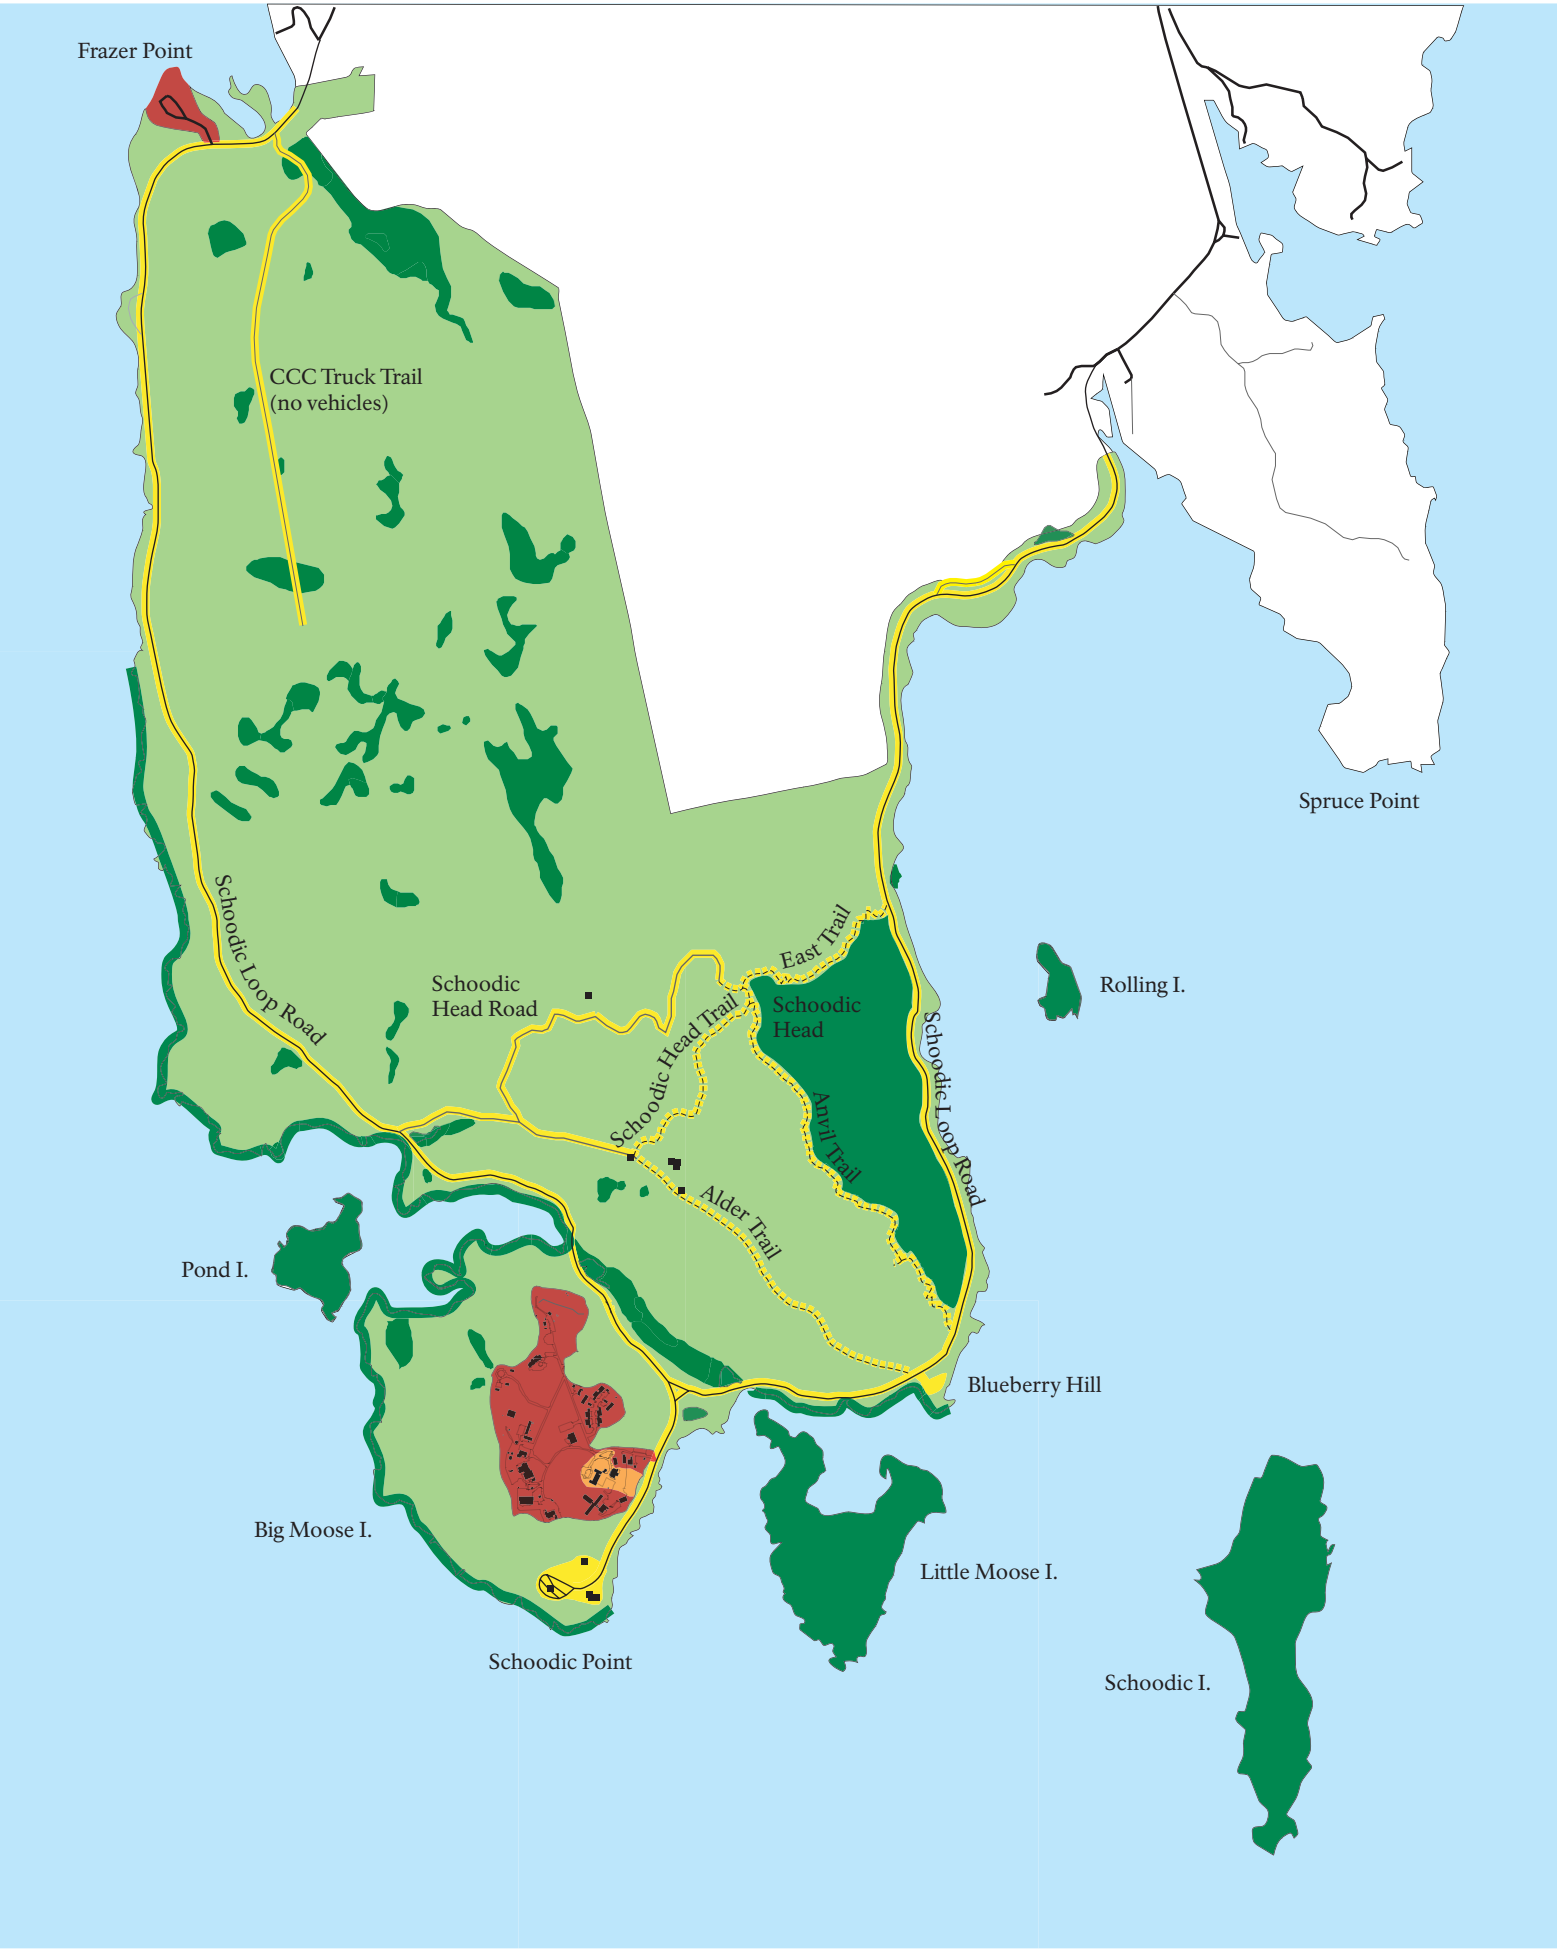 Frazer Point
CCC Truck Trail
(no vehicles)
Spruce Point
Schoodic Loop Road
East Trail
Schoodic
Head Road
Rolling I.
Schoodic
Head
Schoodic Head Trail
Schoodic Loop Road
Anvil Trail
Alder Trail
Pond I.
Blueberry Hill
Big Moose I.
Little Moose I.
Schoodic Point
Schoodic I.